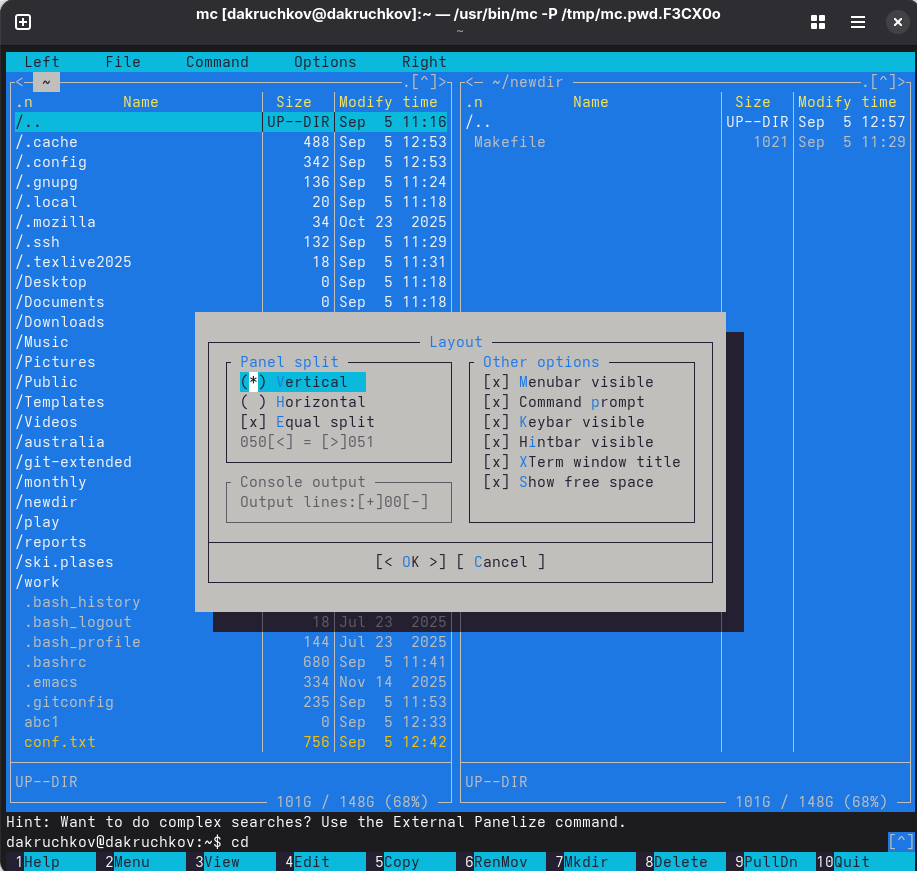 mc [dakruchkov@dakruchkov]:~ — /usr/bin/mc -P /tmp/mc.pwd.F3CX0o
~
Left File Command Options Right
<— ~ .[^]> <— ~/newdir .[^]>
.n Name Size Modify time .n Name Size Modify time
/.. UP--DIR Sep 5 11:16 /.. UP--DIR Sep 5 12:57
/.cache 488 Sep 5 12:53 Makefile 1021 Sep 5 11:29
/.config 342 Sep 5 12:53
/.gnupg 136 Sep 5 11:24
/.local 20 Sep 5 11:18
/.mozilla 34 Oct 23 2025
/.ssh 132 Sep 5 11:29
/.texlive2025 18 Sep 5 11:31
/Desktop 0 Sep 5 11:18
/Documents 0 Sep 5 11:18
/Downloads
/Music Layout
/Pictures Panel split Other options
/Public (*) Vertical [x] Menubar visible
/Templates ( ) Horizontal [x] Command prompt
/Videos [x] Equal split [x] Keybar visible
/australia 050[<] = [>]051 [x] Hintbar visible
/git-extended [x] XTerm window title
/monthly Console output [x] Show free space
/newdir Output lines:[+]00[-]
/play
/reports
/ski.plases [< OK >] [ Cancel ]
/work
.bash_history
.bash_logout 18 Jul 23 2025
.bash_profile 144 Jul 23 2025
.bashrc 680 Sep 5 11:41
.emacs 334 Nov 14 2025
.gitconfig 235 Sep 5 11:53
abc1 0 Sep 5 12:33
conf.txt 756 Sep 5 12:42
UP--DIR UP--DIR
101G / 148G (68%) 101G / 148G (68%)
Hint: Want to do complex searches? Use the External Panelize command.
dakruchkov@dakruchkov:~$ cd [^]
1Help 2Menu 3View 4Edit 5Copy 6RenMov 7Mkdir 8Delete 9PullDn 10Quit